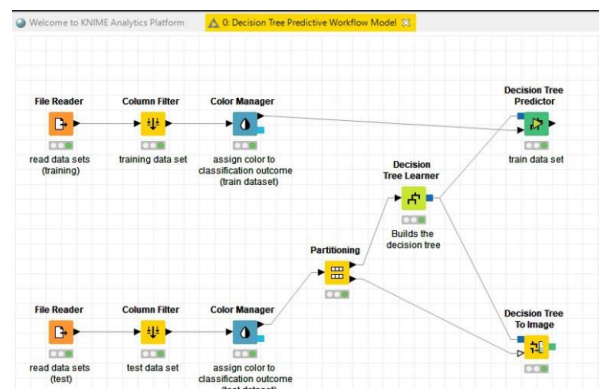 Welcome to KNIME Analytics Platform
0: Decision Tree Predictive Workflow Model
File Reader
Column Filter
Color Manager
Decision Tree
Predictor
read data sets
(training)
training data set
assign color to
classification outcome
(train dataset)
train data set
Decision
Tree Learner
Builds the
decision tree
Partitioning
File Reader
Column Filter
Color Manager
Decision Tree
To Image
read data sets
(test)
test data set
assign color to
classification outcome
(test dataset)